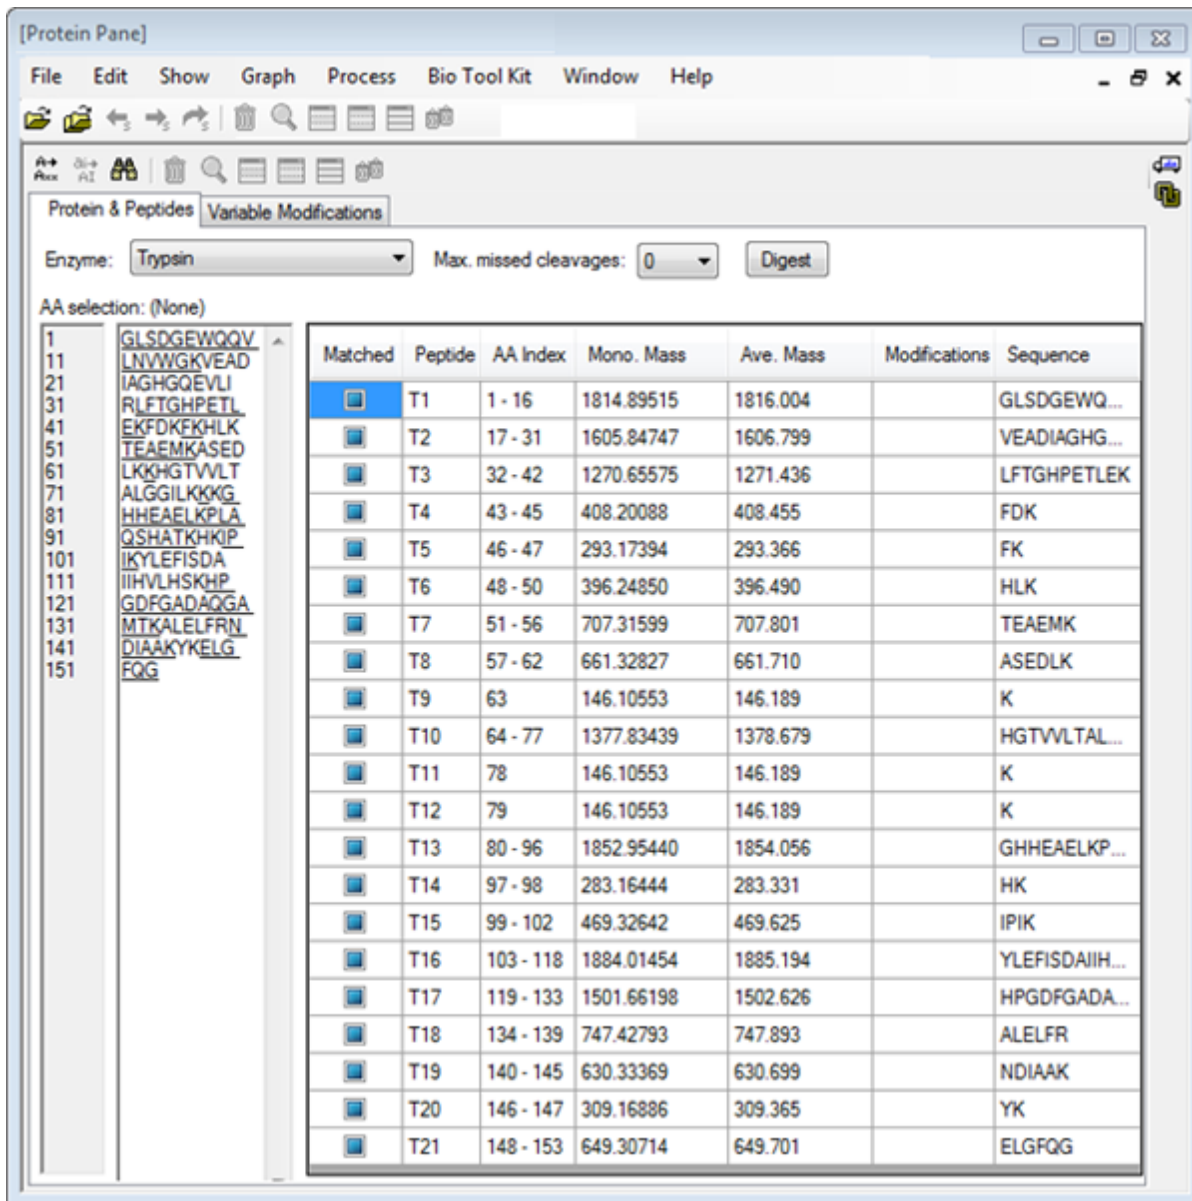 [Protein Pane]
File Edit Show Graph Process Bio Tool Kit Window Help
Protein & Peptides Variable Modifications
Enzyme: Trypsin Max. missed cleavages: 0 Digest
AA selection: (None)
1 GLSDGEWQQV
11 LNVWGKVEAD
21 IAGHGQEVLI
31 RLFTGHPETL
41 EKFDKFKHLK
51 TEAEMKASED
61 LKKHGTVVLT
71 ALGGILKKKG
81 HHEAELKPLA
91 QSHATKHKIP
101 IKYLEFISDA
111 IIHVLHSKHP
121 GDFGADAQGA
131 MTKALELFRN
141 DIAAKYKELG
151 FQG
Matched Peptide AA Index Mono. Mass Ave. Mass Modifications Sequence
T1 1 - 16 1814.89515 1816.004 GLSDGEWQ...
T2 17 - 31 1605.84747 1606.799 VEADIAGHG...
T3 32 - 42 1270.65575 1271.436 LFTGHPETLEK
T4 43 - 45 408.20088 408.455 FDK
T5 46 - 47 293.17394 293.366 FK
T6 48 - 50 396.24850 396.490 HLK
T7 51 - 56 707.31599 707.801 TEAEMK
T8 57 - 62 661.32827 661.710 ASEDLK
T9 63 146.10553 146.189 K
T10 64 - 77 1377.83439 1378.679 HGTVVLTAL...
T11 78 146.10553 146.189 K
T12 79 146.10553 146.189 K
T13 80 - 96 1852.95440 1854.056 GHHEAELKP...
T14 97 - 98 283.16444 283.331 HK
T15 99 - 102 469.32642 469.625 IPIK
T16 103 - 118 1884.01454 1885.194 YLEFISDAIIH...
T17 119 - 133 1501.66198 1502.626 HPGDFGADA...
T18 134 - 139 747.42793 747.893 ALELFR
T19 140 - 145 630.33369 630.699 NDIAAK
T20 146 - 147 309.16886 309.365 YK
T21 148 - 153 649.30714 649.701 ELGFQG